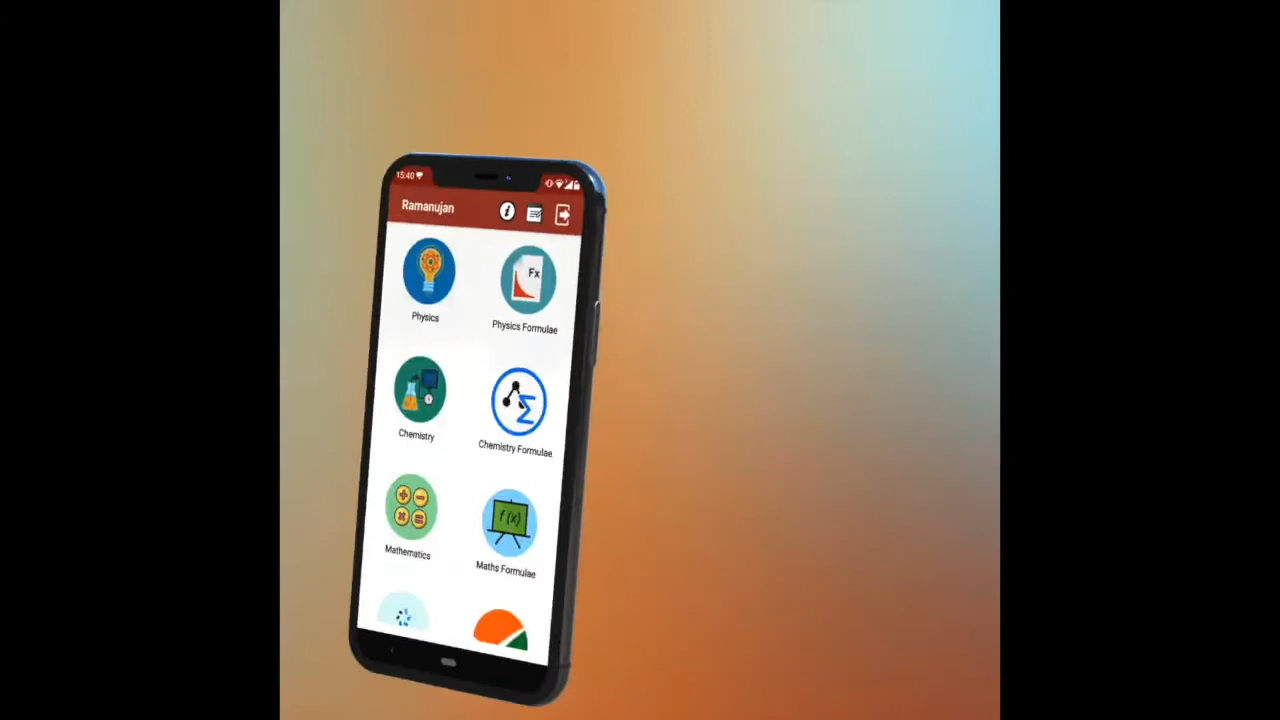 15:40
Ramanujan
Physics
Fx
Physics Formulae
Chemistry
Chemistry Formulae
Mathematics
f(x)
Maths Formulae